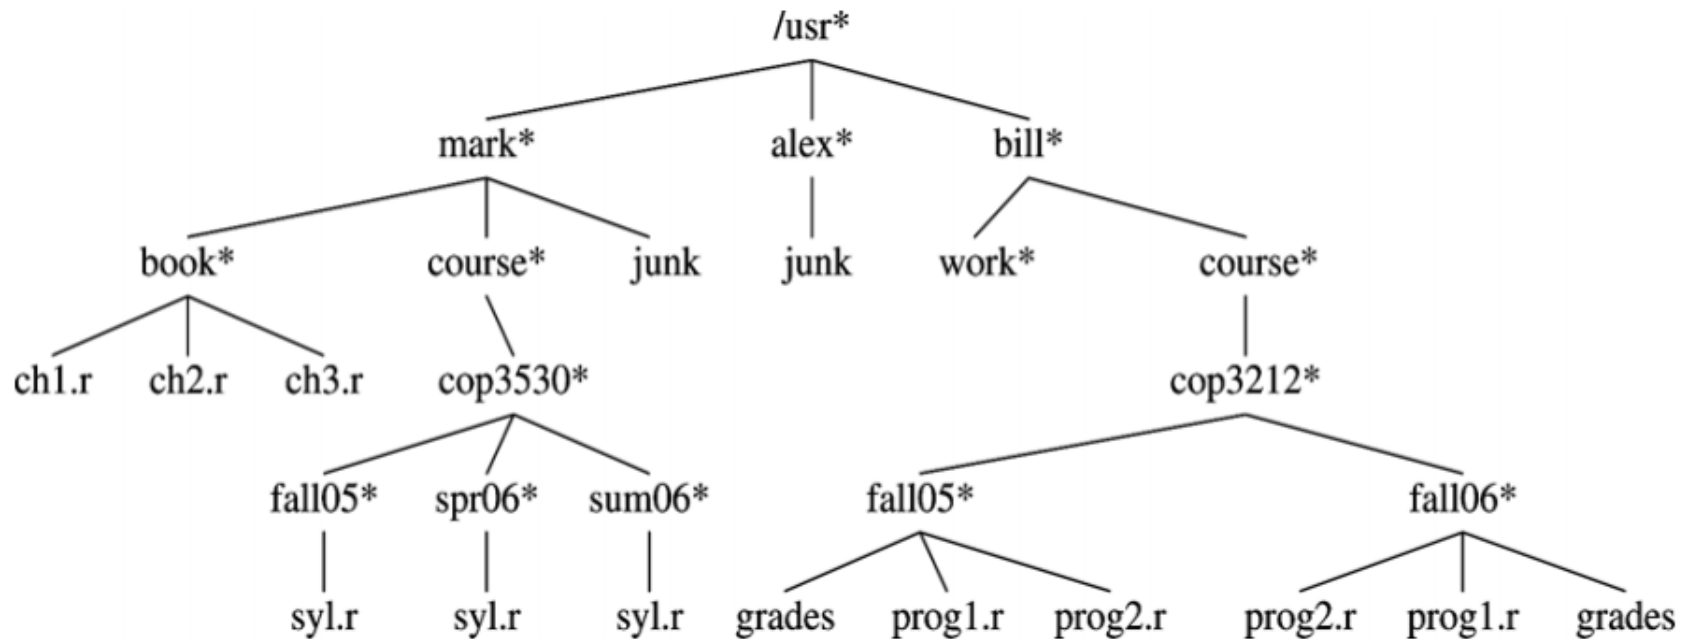 /usr*
mark* alex* bill*
book* course* junk junk work* course*
ch1.r ch2.r ch3.r cop3530* cop3212*
fall05* spr06* sum06* fall05* fall06*
syl.r syl.r syl.r grades prog1.r prog2.r prog2.r prog1.r grades